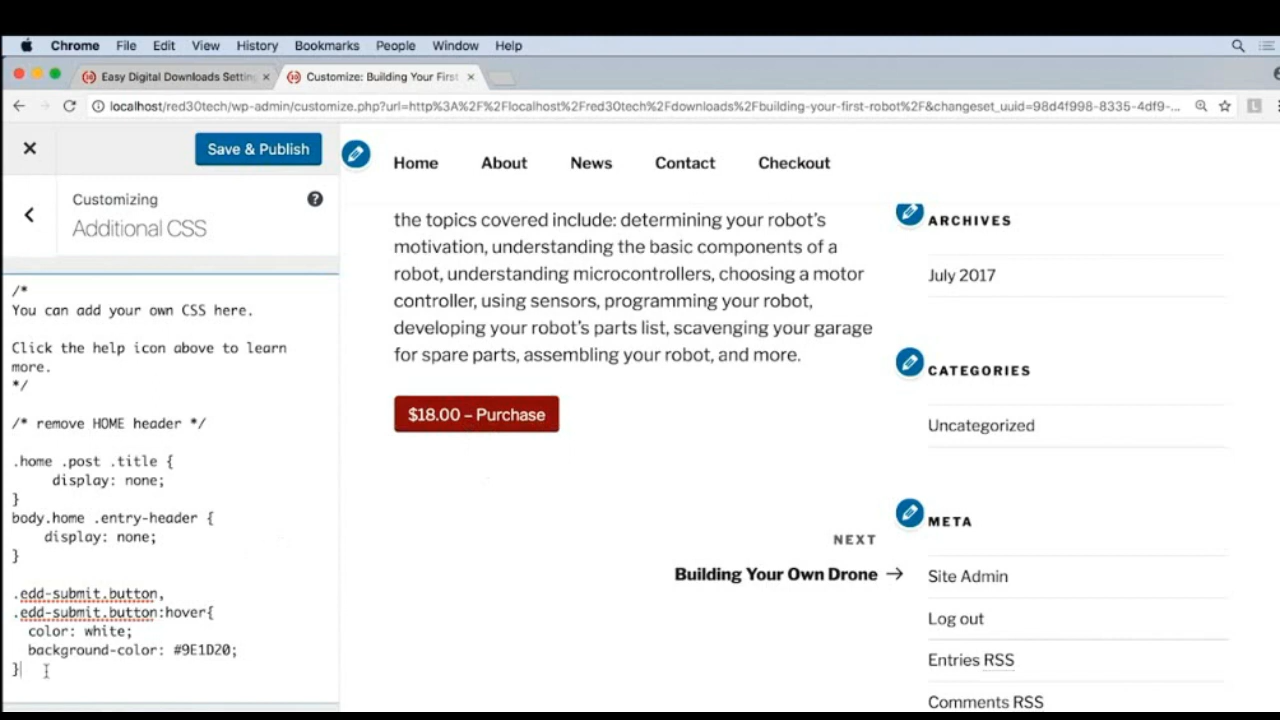 Chrome File Edit View History Bookmarks People Window Help
Easy Digital Downloads Settin
Customize: Building Your First
localhost/red30tech/wp-admin/customize.php?url=http%3A%2F%2Flocalhost%2Fred30tech%2Fdownloads%2Fbuilding-your-first-robot%2F&changeset_uuid=98d4f998-8335-4df9-...
Save & Publish
Customizing
Additional CSS
/*
You can add your own CSS here.
Click the help icon above to learn
more.
*/
/* remove HOME header */
.home .post .title {
display: none;
}
body.home .entry-header {
display: none;
}
.edd-submit.button,
.edd-submit.button:hover{
color: white;
background-color: #9E1D20;
}
Home About News Contact Checkout
the topics covered include: determining your robot’s
motivation, understanding the basic components of a
robot, understanding microcontrollers, choosing a motor
controller, using sensors, programming your robot,
developing your robot’s parts list, scavenging your garage
for spare parts, assembling your robot, and more.
$18.00 – Purchase
NEXT
Building Your Own Drone →
ARCHIVES
July 2017
CATEGORIES
Uncategorized
META
Site Admin
Log out
Entries RSS
Comments RSS